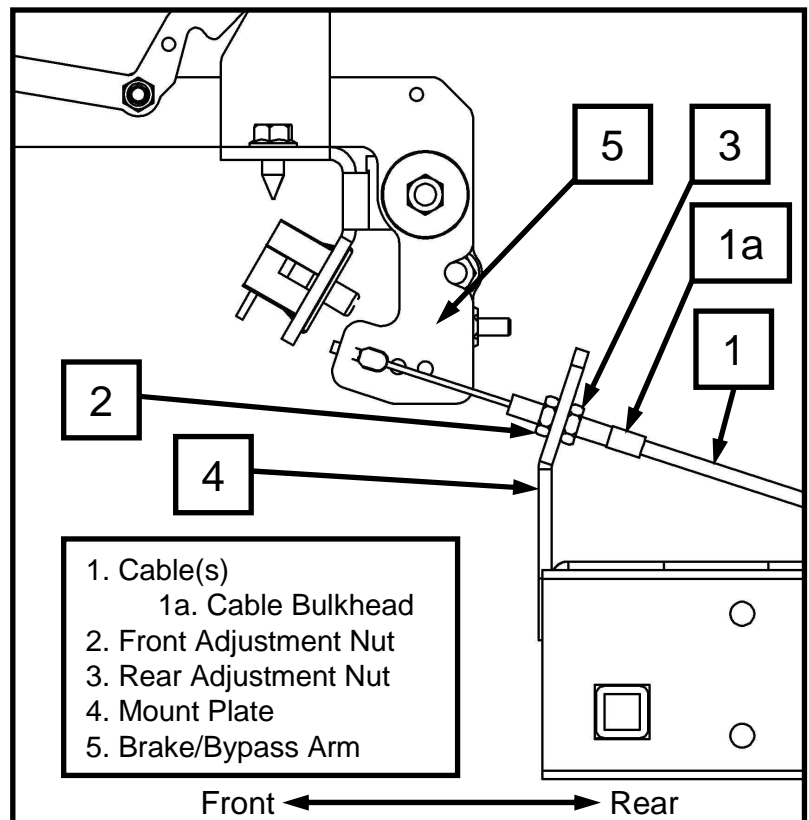 5
3
1a
1
2
4
1. Cable(s)
1a. Cable Bulkhead
2. Front Adjustment Nut
3. Rear Adjustment Nut
4. Mount Plate
5. Brake/Bypass Arm
Front Rear